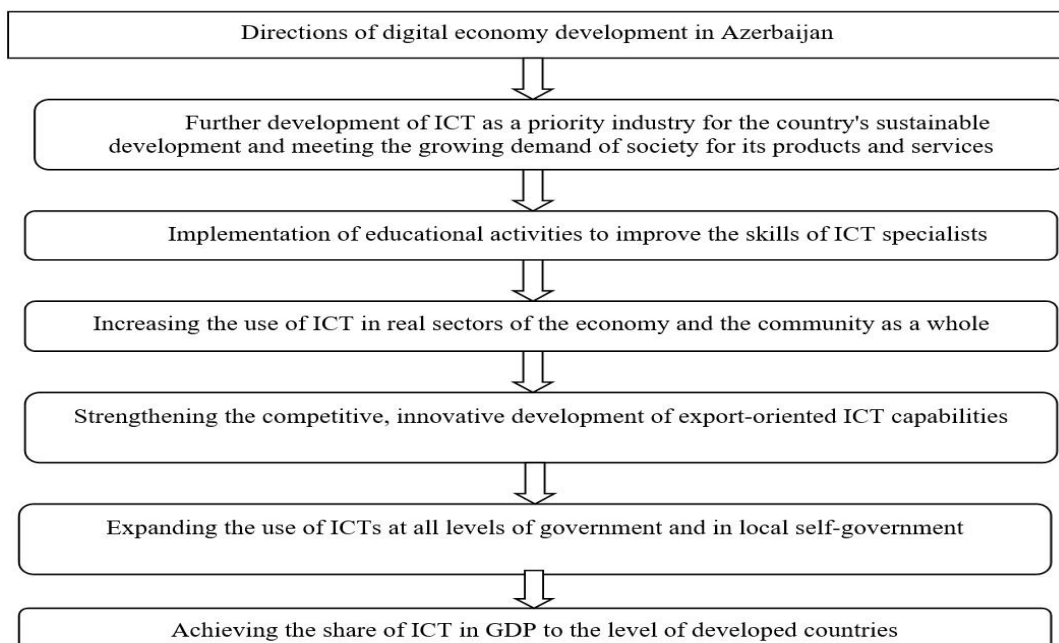 Directions of digital economy development in Azerbaijan
Further development of ICT as a priority industry for the country's sustainable
development and meeting the growing demand of society for its products and services
Implementation of educational activities to improve the skills of ICT specialists
Increasing the use of ICT in real sectors of the economy and the community as a whole
Strengthening the competitive, innovative development of export-oriented ICT capabilities
Expanding the use of ICTs at all levels of government and in local self-government
Achieving the share of ICT in GDP to the level of developed countries